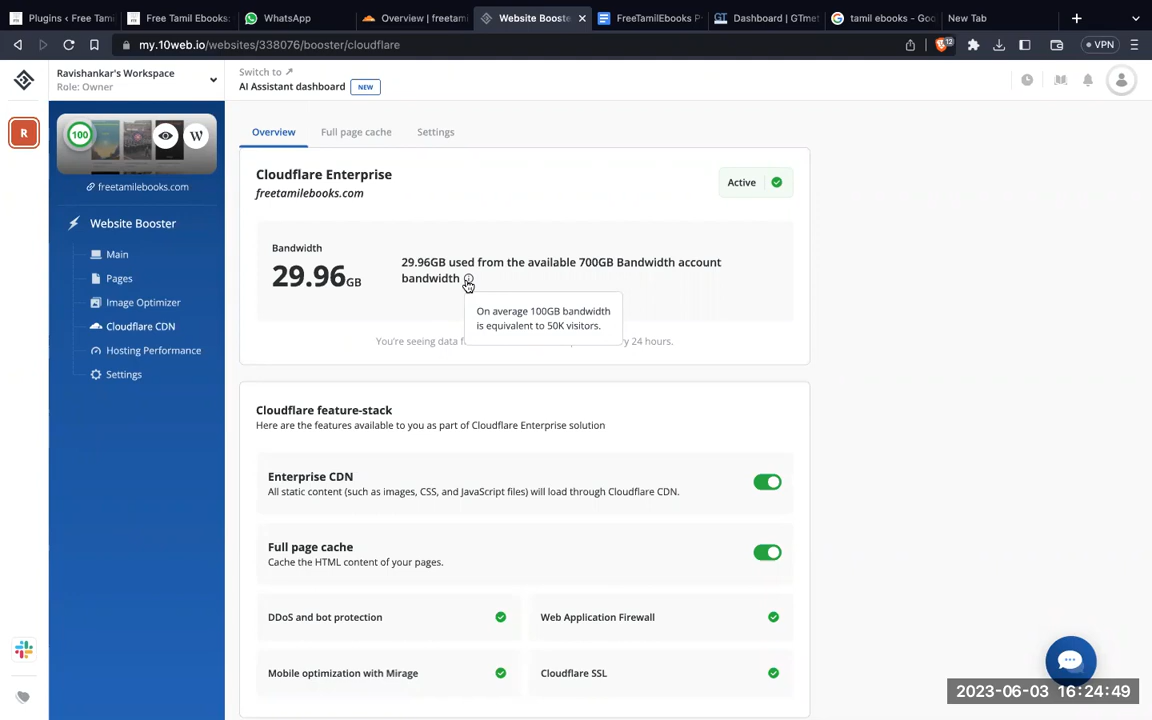 Plugins ‹ Free Tam
Free Tamil Ebooks:
WhatsApp
Overview | freetam
Website Booste
FreeTamilEbooks P
Dashboard | GTmet
tamil ebooks - Goo
New Tab
my.10web.io/websites/338076/booster/cloudflare
12
VPN
Ravishankar's Workspace
Role: Owner
Switch to
AI Assistant dashboard
NEW
R
100
W
freetamilebooks.com
Website Booster
Main
Pages
Image Optimizer
Cloudflare CDN
Hosting Performance
Settings
Overview
Full page cache
Settings
Cloudflare Enterprise
freetamilebooks.com
Active
Bandwidth
29.96GB
29.96GB used from the available 700GB Bandwidth account
bandwidth
On average 100GB bandwidth
is equivalent to 50K visitors.
You're seeing data y 24 hours.
Cloudflare feature-stack
Here are the features available to you as part of Cloudflare Enterprise solution
Enterprise CDN
All static content (such as images, CSS, and JavaScript files) will load through Cloudflare CDN.
Full page cache
Cache the HTML content of your pages.
DDoS and bot protection
Web Application Firewall
Mobile optimization with Mirage
Cloudflare SSL
2023-06-03 16:24:49